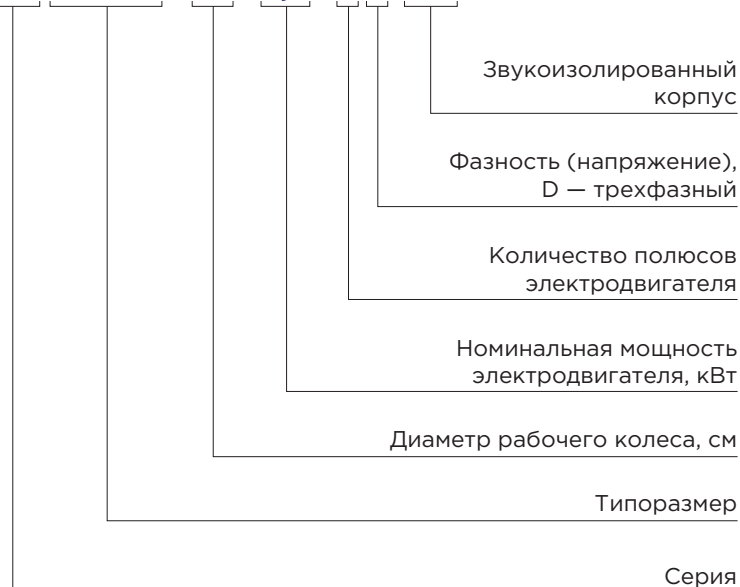 Звукоизолированный
корпус
Фазность (напряжение),
D — трехфазный
Количество полюсов
электродвигателя
Номинальная мощность
электродвигателя, кВт
Диаметр рабочего колеса, см
Типоразмер
Серия